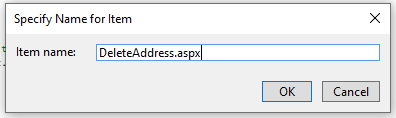 Specify Name for Item
Item name: DeleteAddress.aspx
OK Cancel